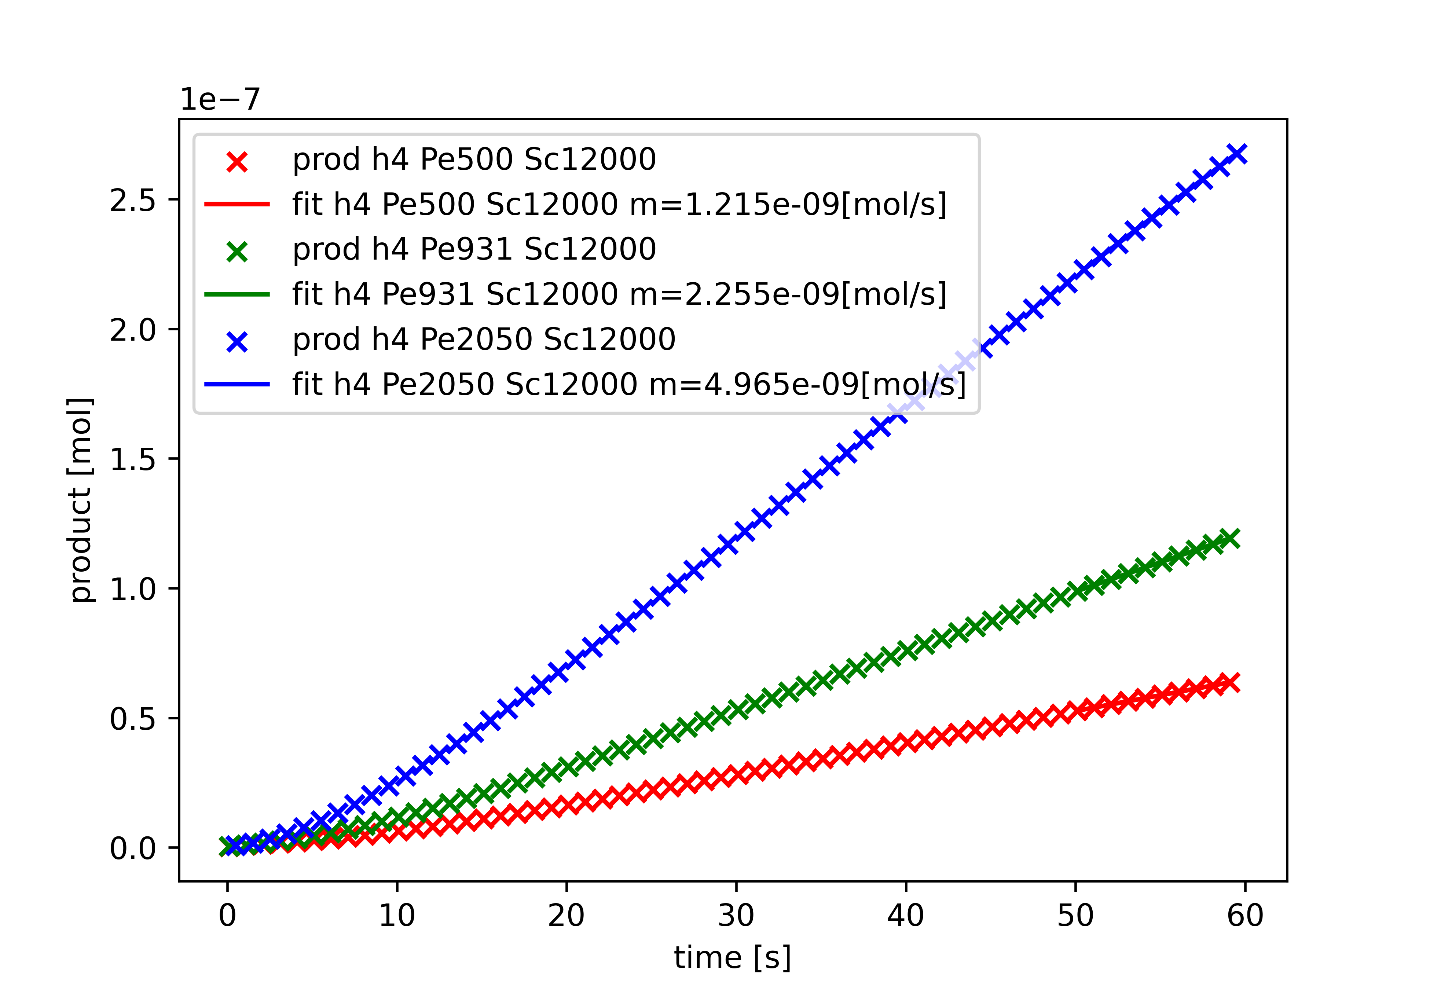 1e−7
prod h4 Pe500 Sc12000
fit h4 Pe500 Sc12000 m=1.215e-09[mol/s]
prod h4 Pe931 Sc12000
fit h4 Pe931 Sc12000 m=2.255e-09[mol/s]
prod h4 Pe2050 Sc12000
fit h4 Pe2050 Sc12000 m=4.965e-09[mol/s]
2.5
2.0
1.5
1.0
0.5
0.0
product [mol]
0 10 20 30 40 50 60
time [s]